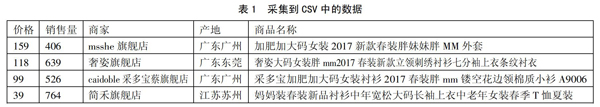 表 1 采集到 CSV 中的数据
价格 销售量 商家 产地 商品名称
159 406 msshe 旗舰店 广东广州 加肥加大码女装 2017 新款春装胖妹妹胖 MM 外套
118 639 奢姿旗舰店 广东东莞 奢姿大码女装胖 mm2017 春装新款立领刺绣衬衫七分袖上衣条纹衬衣
99 526 caidoble 采多宝蔡旗舰店 广东广州 采多宝加肥加大码女装衬衫 2017 春装胖 mm 镂空花边领棉质小衫 A9006
39 764 简禾旗舰店 江苏苏州 妈妈装春装新品衬衫中年宽松大码长袖上衣中老年女装春季 T 恤夏装